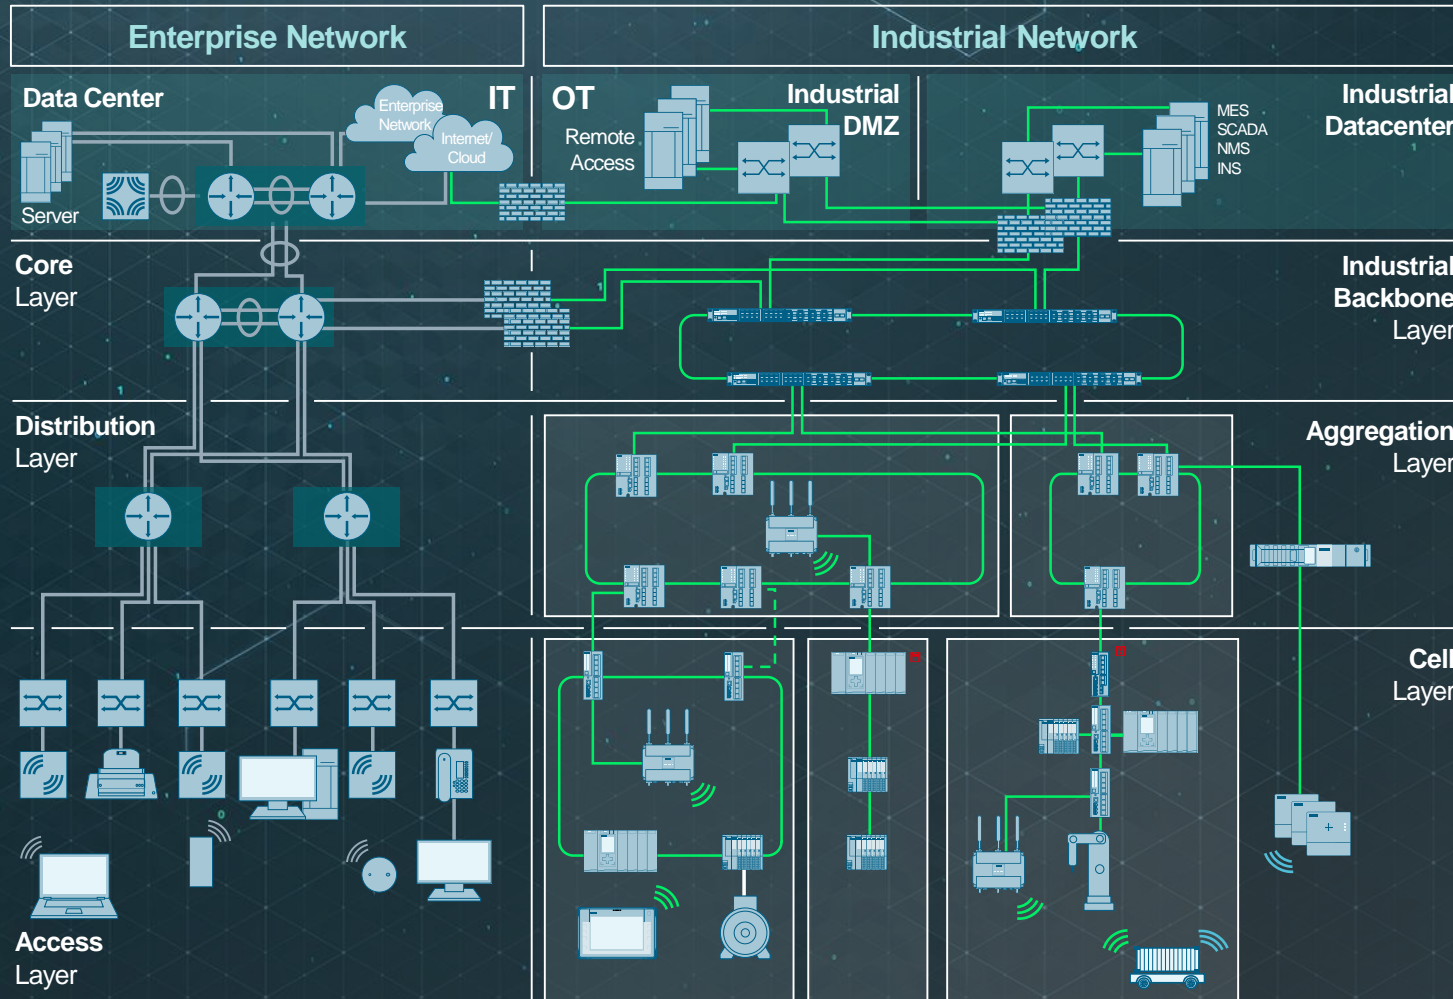 Enterprise Network
Industrial Network
Data Center
IT
OT
Industrial
DMZ
Industrial
Datacenter
Enterprise
Network
Internet/
Cloud
Remote
Access
MES
SCADA
NMS
INS
Server
Core
Layer
Industrial
Backbone
Layer
Distribution
Layer
Aggregation
Layer
Cell
Layer
Access
Layer